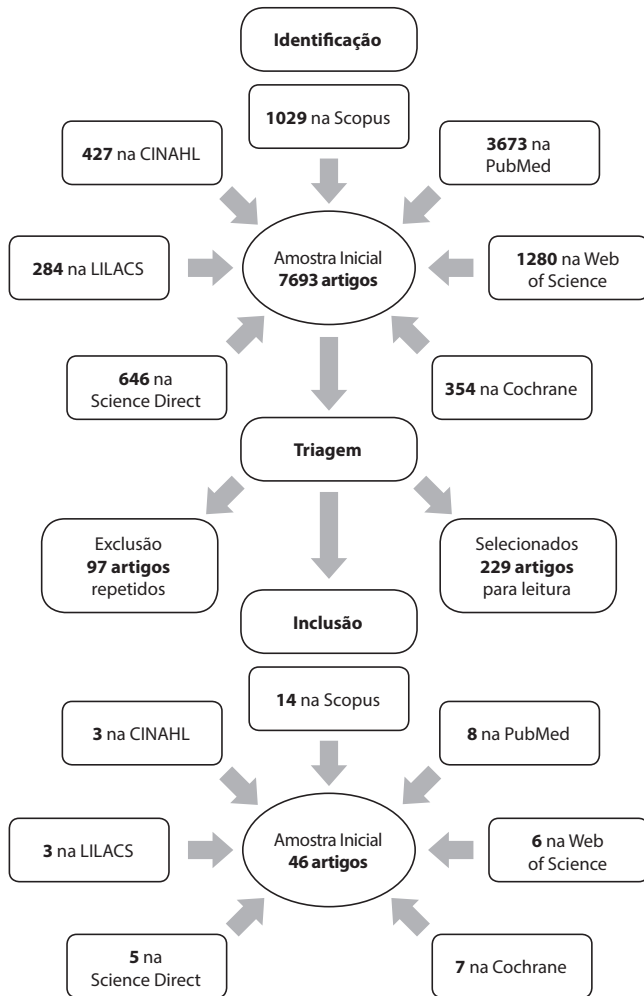 Identificação
1029 na Scopus
427 na CINAHL
3673 na
PubMed
284 na LILACS
Amostra Inicial
7693 artigos
1280 na Web
of Science
646 na
Science Direct
354 na Cochrane
Triagem
Exclusão
97 artigos
repetidos
Selecionados
229 artigos
para leitura
Inclusão
14 na Scopus
3 na CINAHL
8 na PubMed
3 na LILACS
Amostra Inicial
46 artigos
6 na Web
of Science
5 na
Science Direct
7 na Cochrane